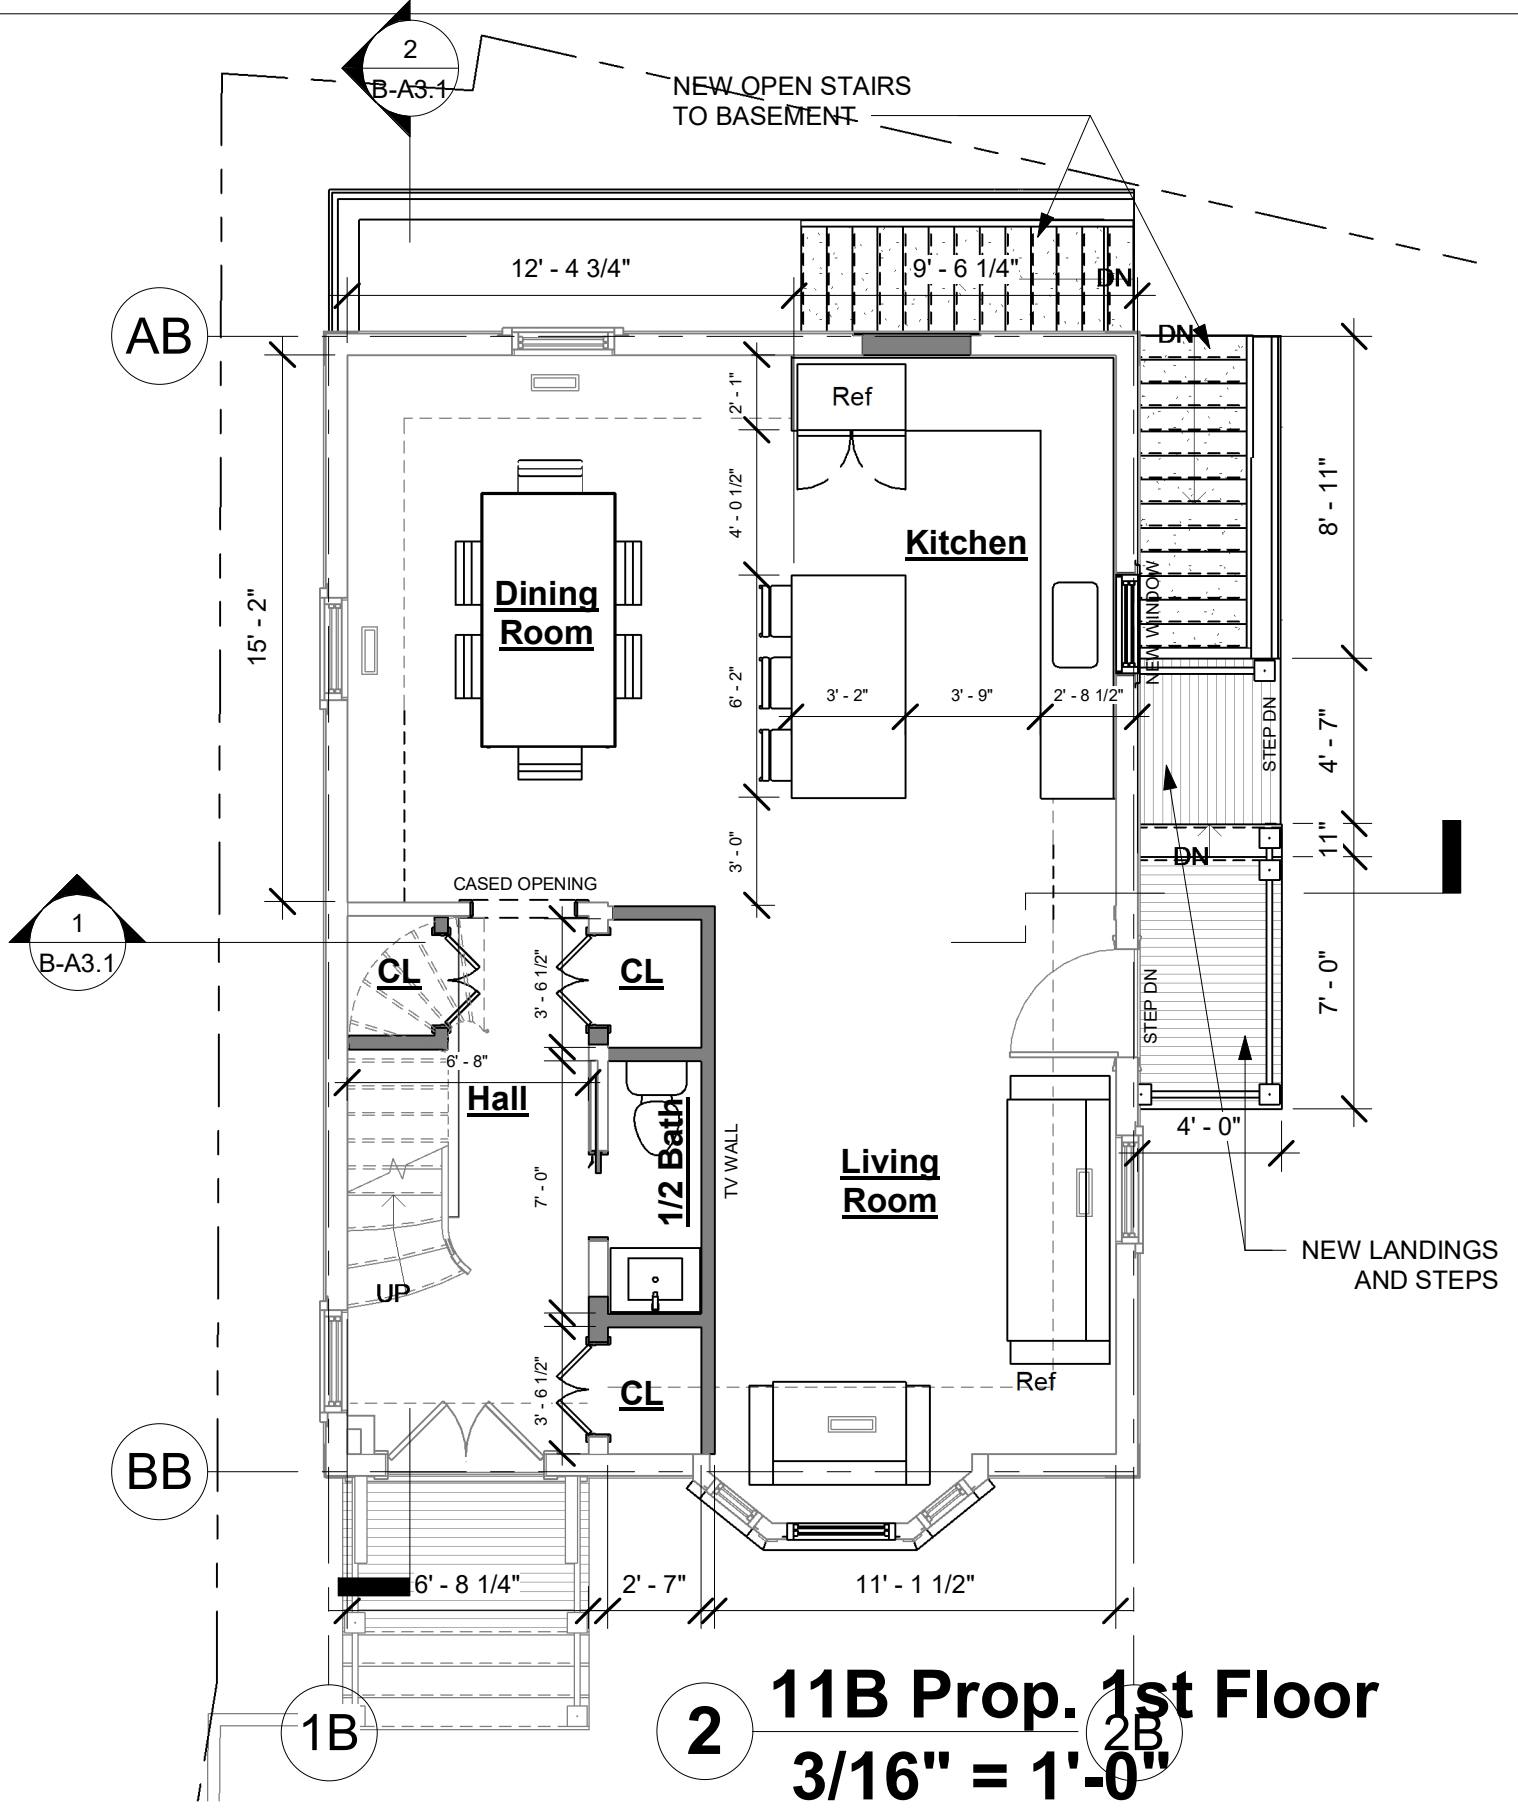 2
B-A3.1
NEW OPEN STAIRS
TO BASEMENT
12' - 4 3/4"
9' - 6 1/4"
DN
AB
DN
2' - 1"
Ref
4' - 0 1/2"
8' - 11"
Kitchen
15' - 2"
Dining
Room
NEW WINDOW
6' - 2"
3' - 2"
3' - 9"
2' - 8 1/2"
STEP DN
4' - 7"
3' - 0"
DN
11"
CASED OPENING
1
B-A3.1
CL
3' - 6 1/2"
CL
STEP DN
7' - 0"
6' - 8"
Hall
1/2 Bath
TV WALL
4' - 0"
7' - 0"
Living
Room
NEW LANDINGS
AND STEPS
UP
3' - 6 1/2"
CL
Ref
BB
6' - 8 1/4"
2' - 7"
11' - 1 1/2"
1B
2
11B Prop. 1st Floor
2B
3/16" = 1'-0"